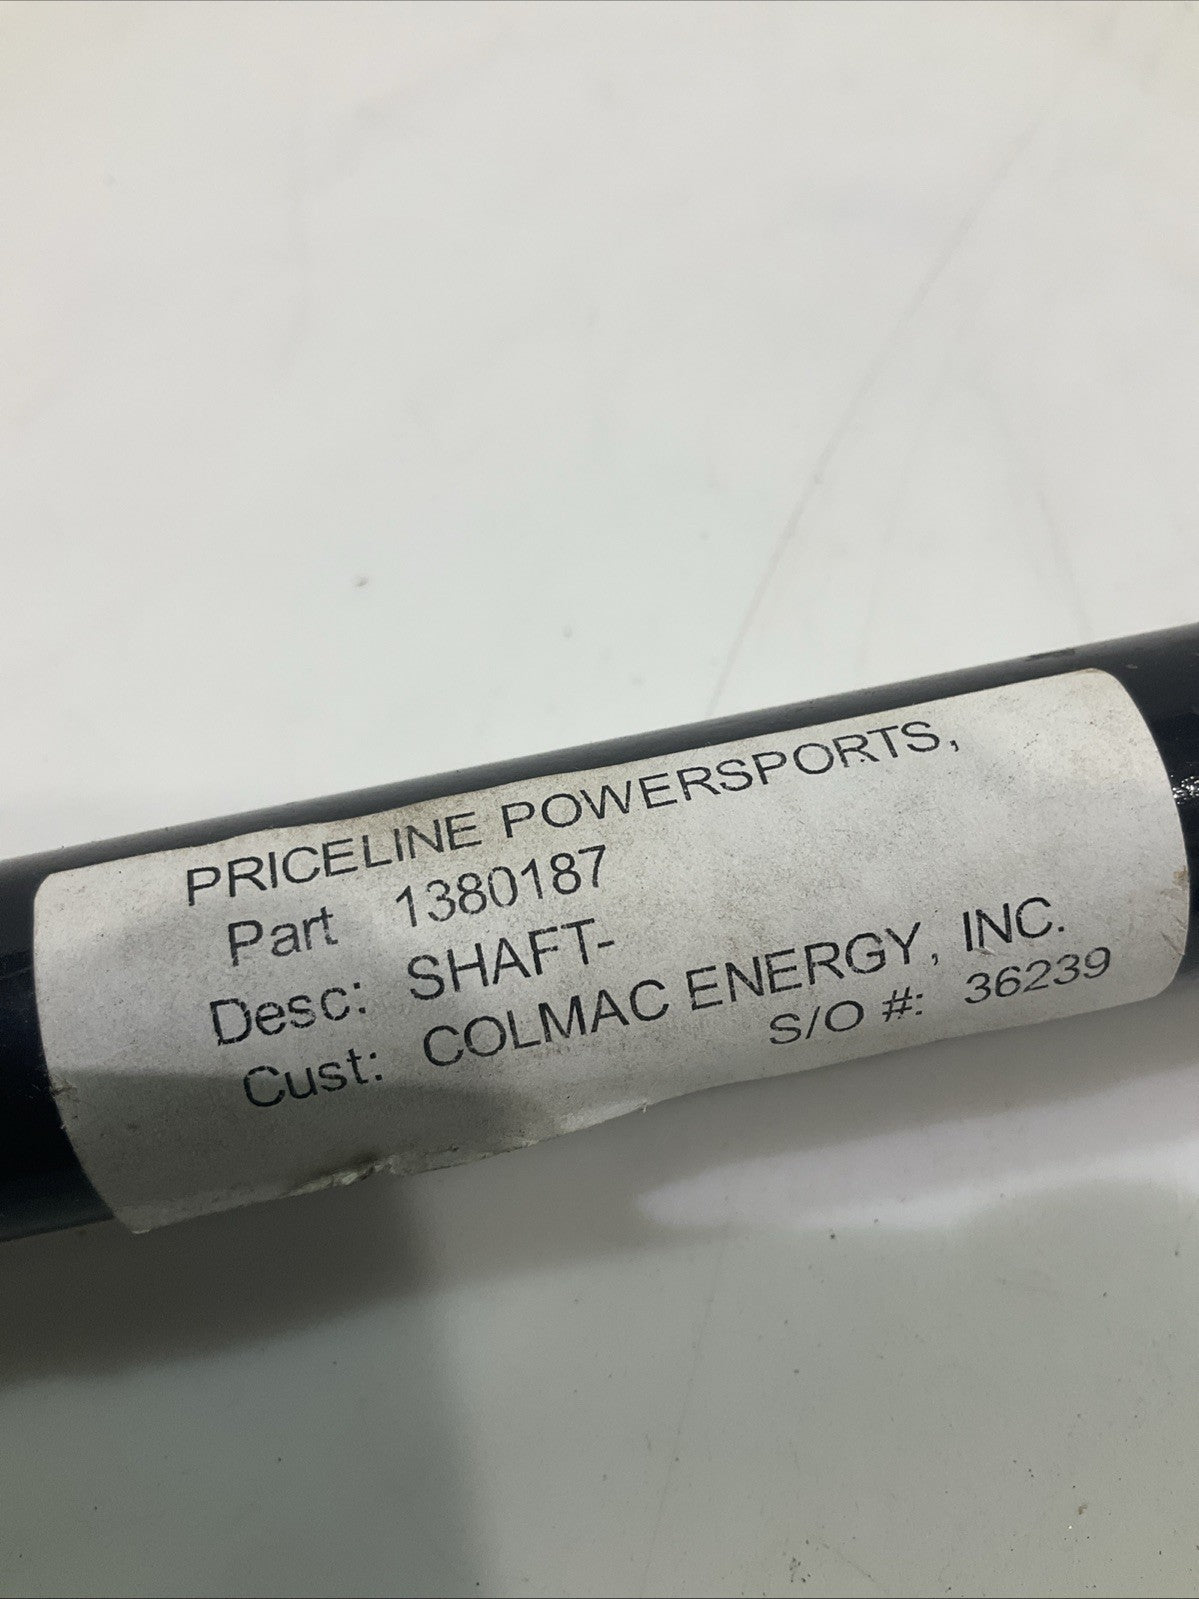 PRICELINE POWERSPORTS,
Part 1380187
Desc: SHAFT-
Cust: COLMAC ENERGY, INC.
S/O #: 36239